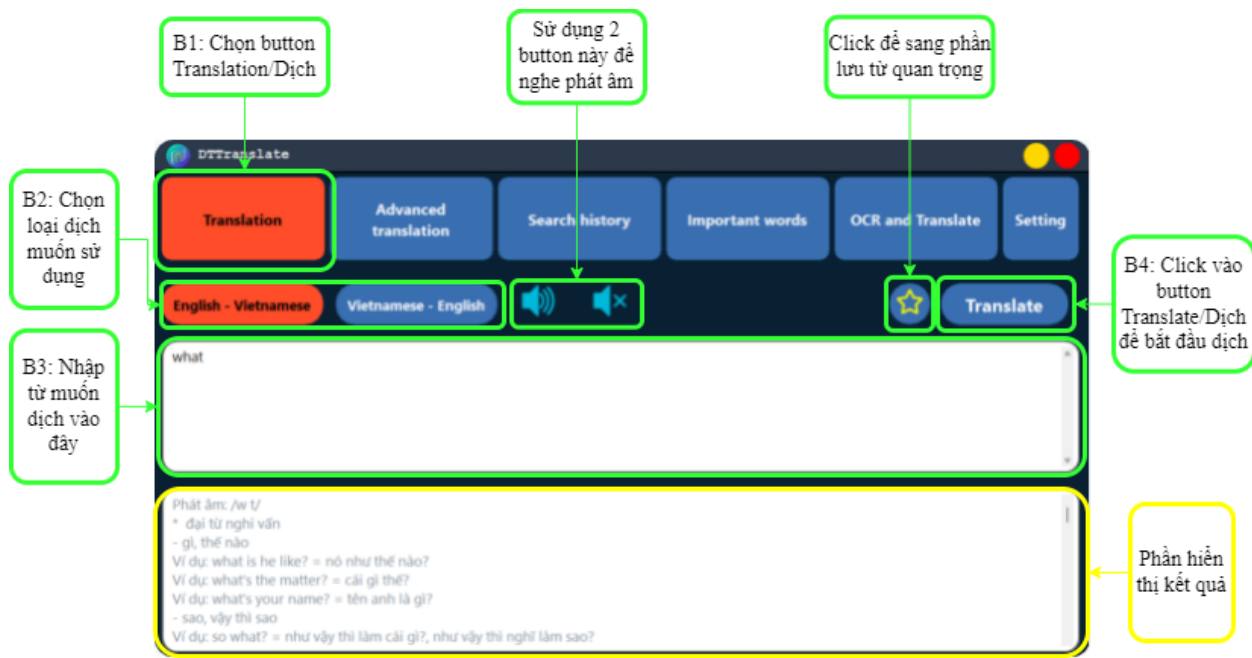 B1: Chọn button
Translation/Dịch
Sử dụng 2
button này để
nghe phát âm
Click để sang phần
lưu từ quan trọng
DTTranslate
B2: Chọn
loại dịch
muốn sử
dụng
Translation
Advanced
translation
Search history
Important words
OCR and Translate
Setting
English - Vietnamese
Vietnamese - English
Translate
B4: Click vào
button
Translate/Dịch
để bắt đầu dịch
B3: Nhập
từ muốn
dịch vào
đây
what
Phát âm: /w t/
* đại từ nghi vấn
- gì, thế nào
Ví dụ: what is he like? = nó như thế nào?
Ví dụ: what's the matter? = cái gì thế?
Ví dụ: what's your name? = tên anh là gì?
- sao, vậy thì sao
Ví dụ: so what? = như vậy thì làm cái gì?, như vậy thì nghĩ làm sao?
Phần hiển
thị kết quả